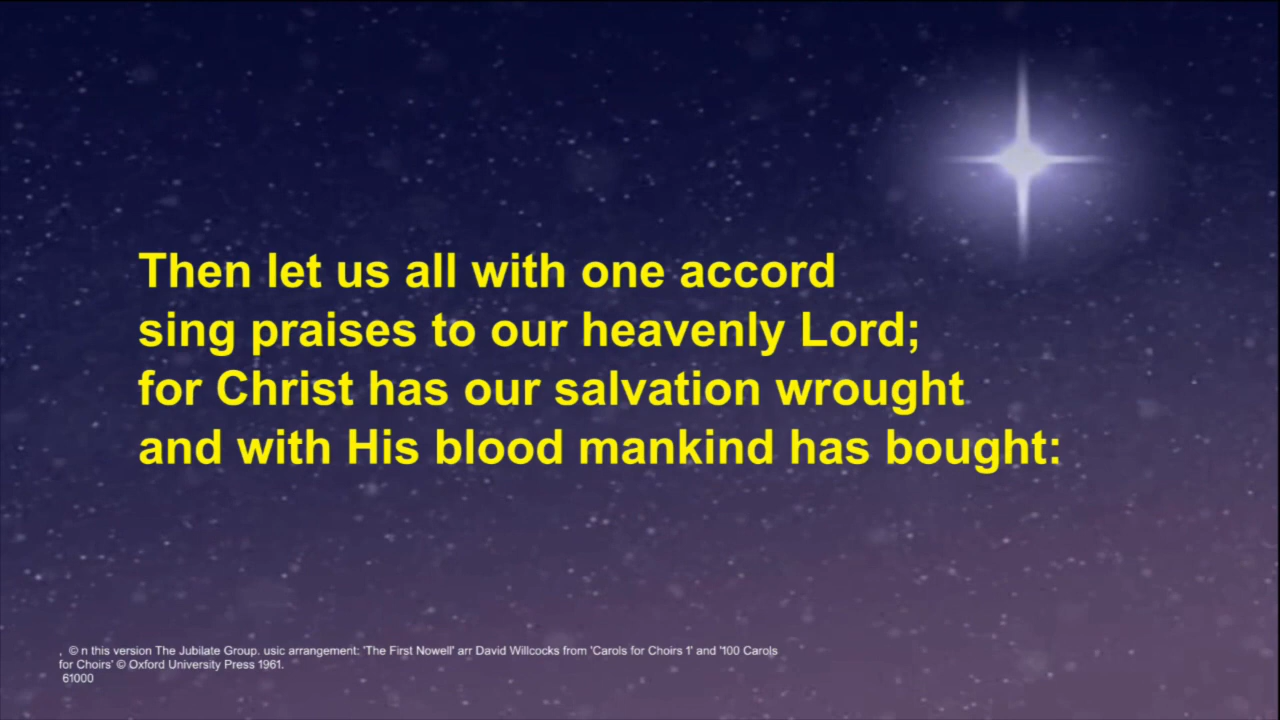 Then let us all with one accord
sing praises to our heavenly Lord;
for Christ has our salvation wrought
and with His blood mankind has bought:
, © n this version The Jubilate Group. usic arrangement: 'The First Nowell' arr David Willcocks from 'Carols for Choirs 1' and '100 Carols
for Choirs' © Oxford University Press 1961.
61000